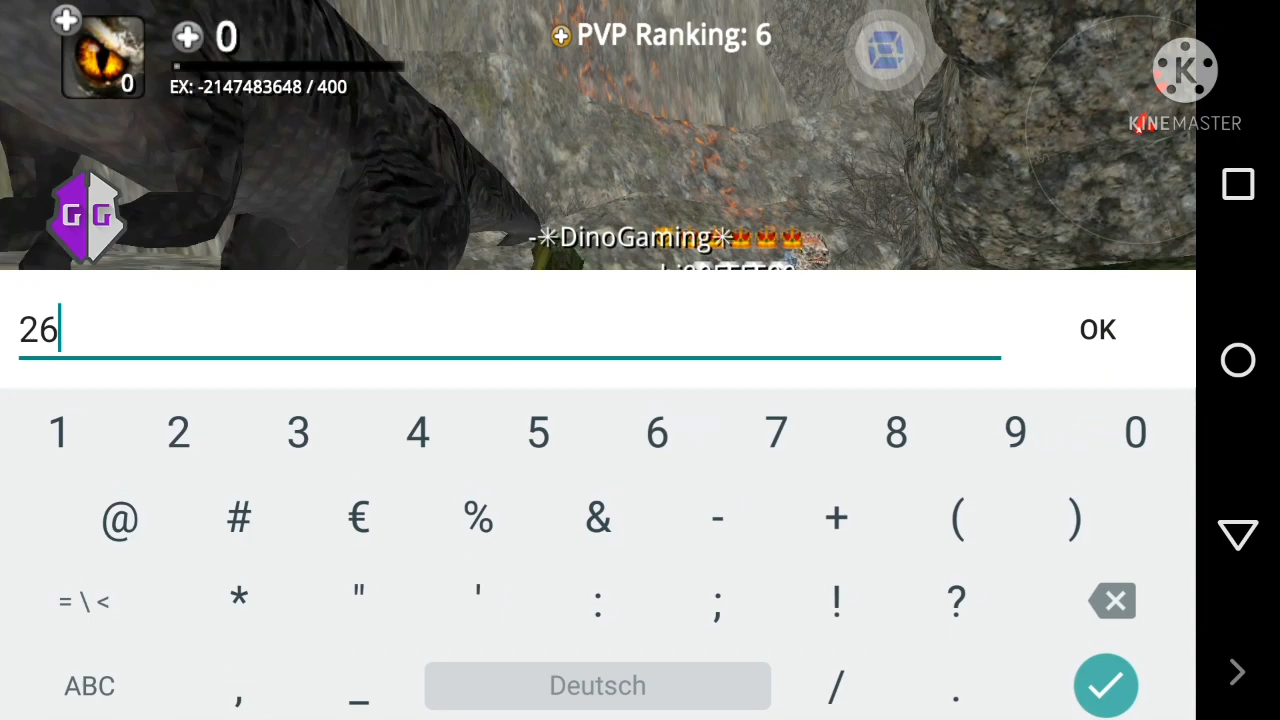 0
PVP Ranking: 6
0
EX: -2147483648 / 400
K
KINEMASTER
G G
-✳DinoGaming✳
26
OK
1 2 3 4 5 6 7 8 9 0
@ # € % & - + ( )
= \ < * " ' : ; ! ?
ABC , _ Deutsch / .